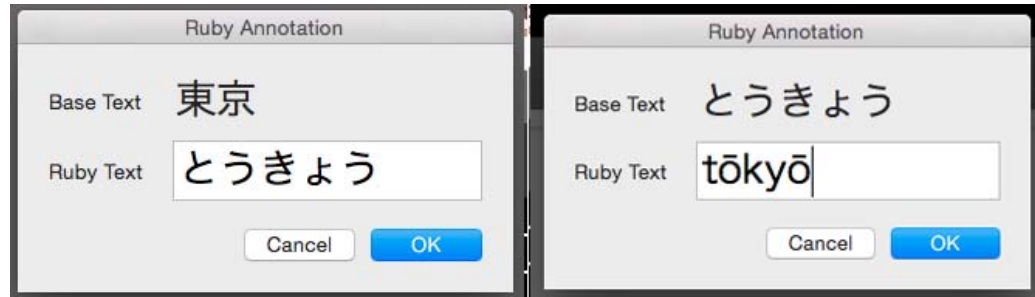 Ruby Annotation
Base Text 東京
Ruby Text とうきょう
Cancel OK
Ruby Annotation
Base Text とうきょう
Ruby Text tōkyō
Cancel OK